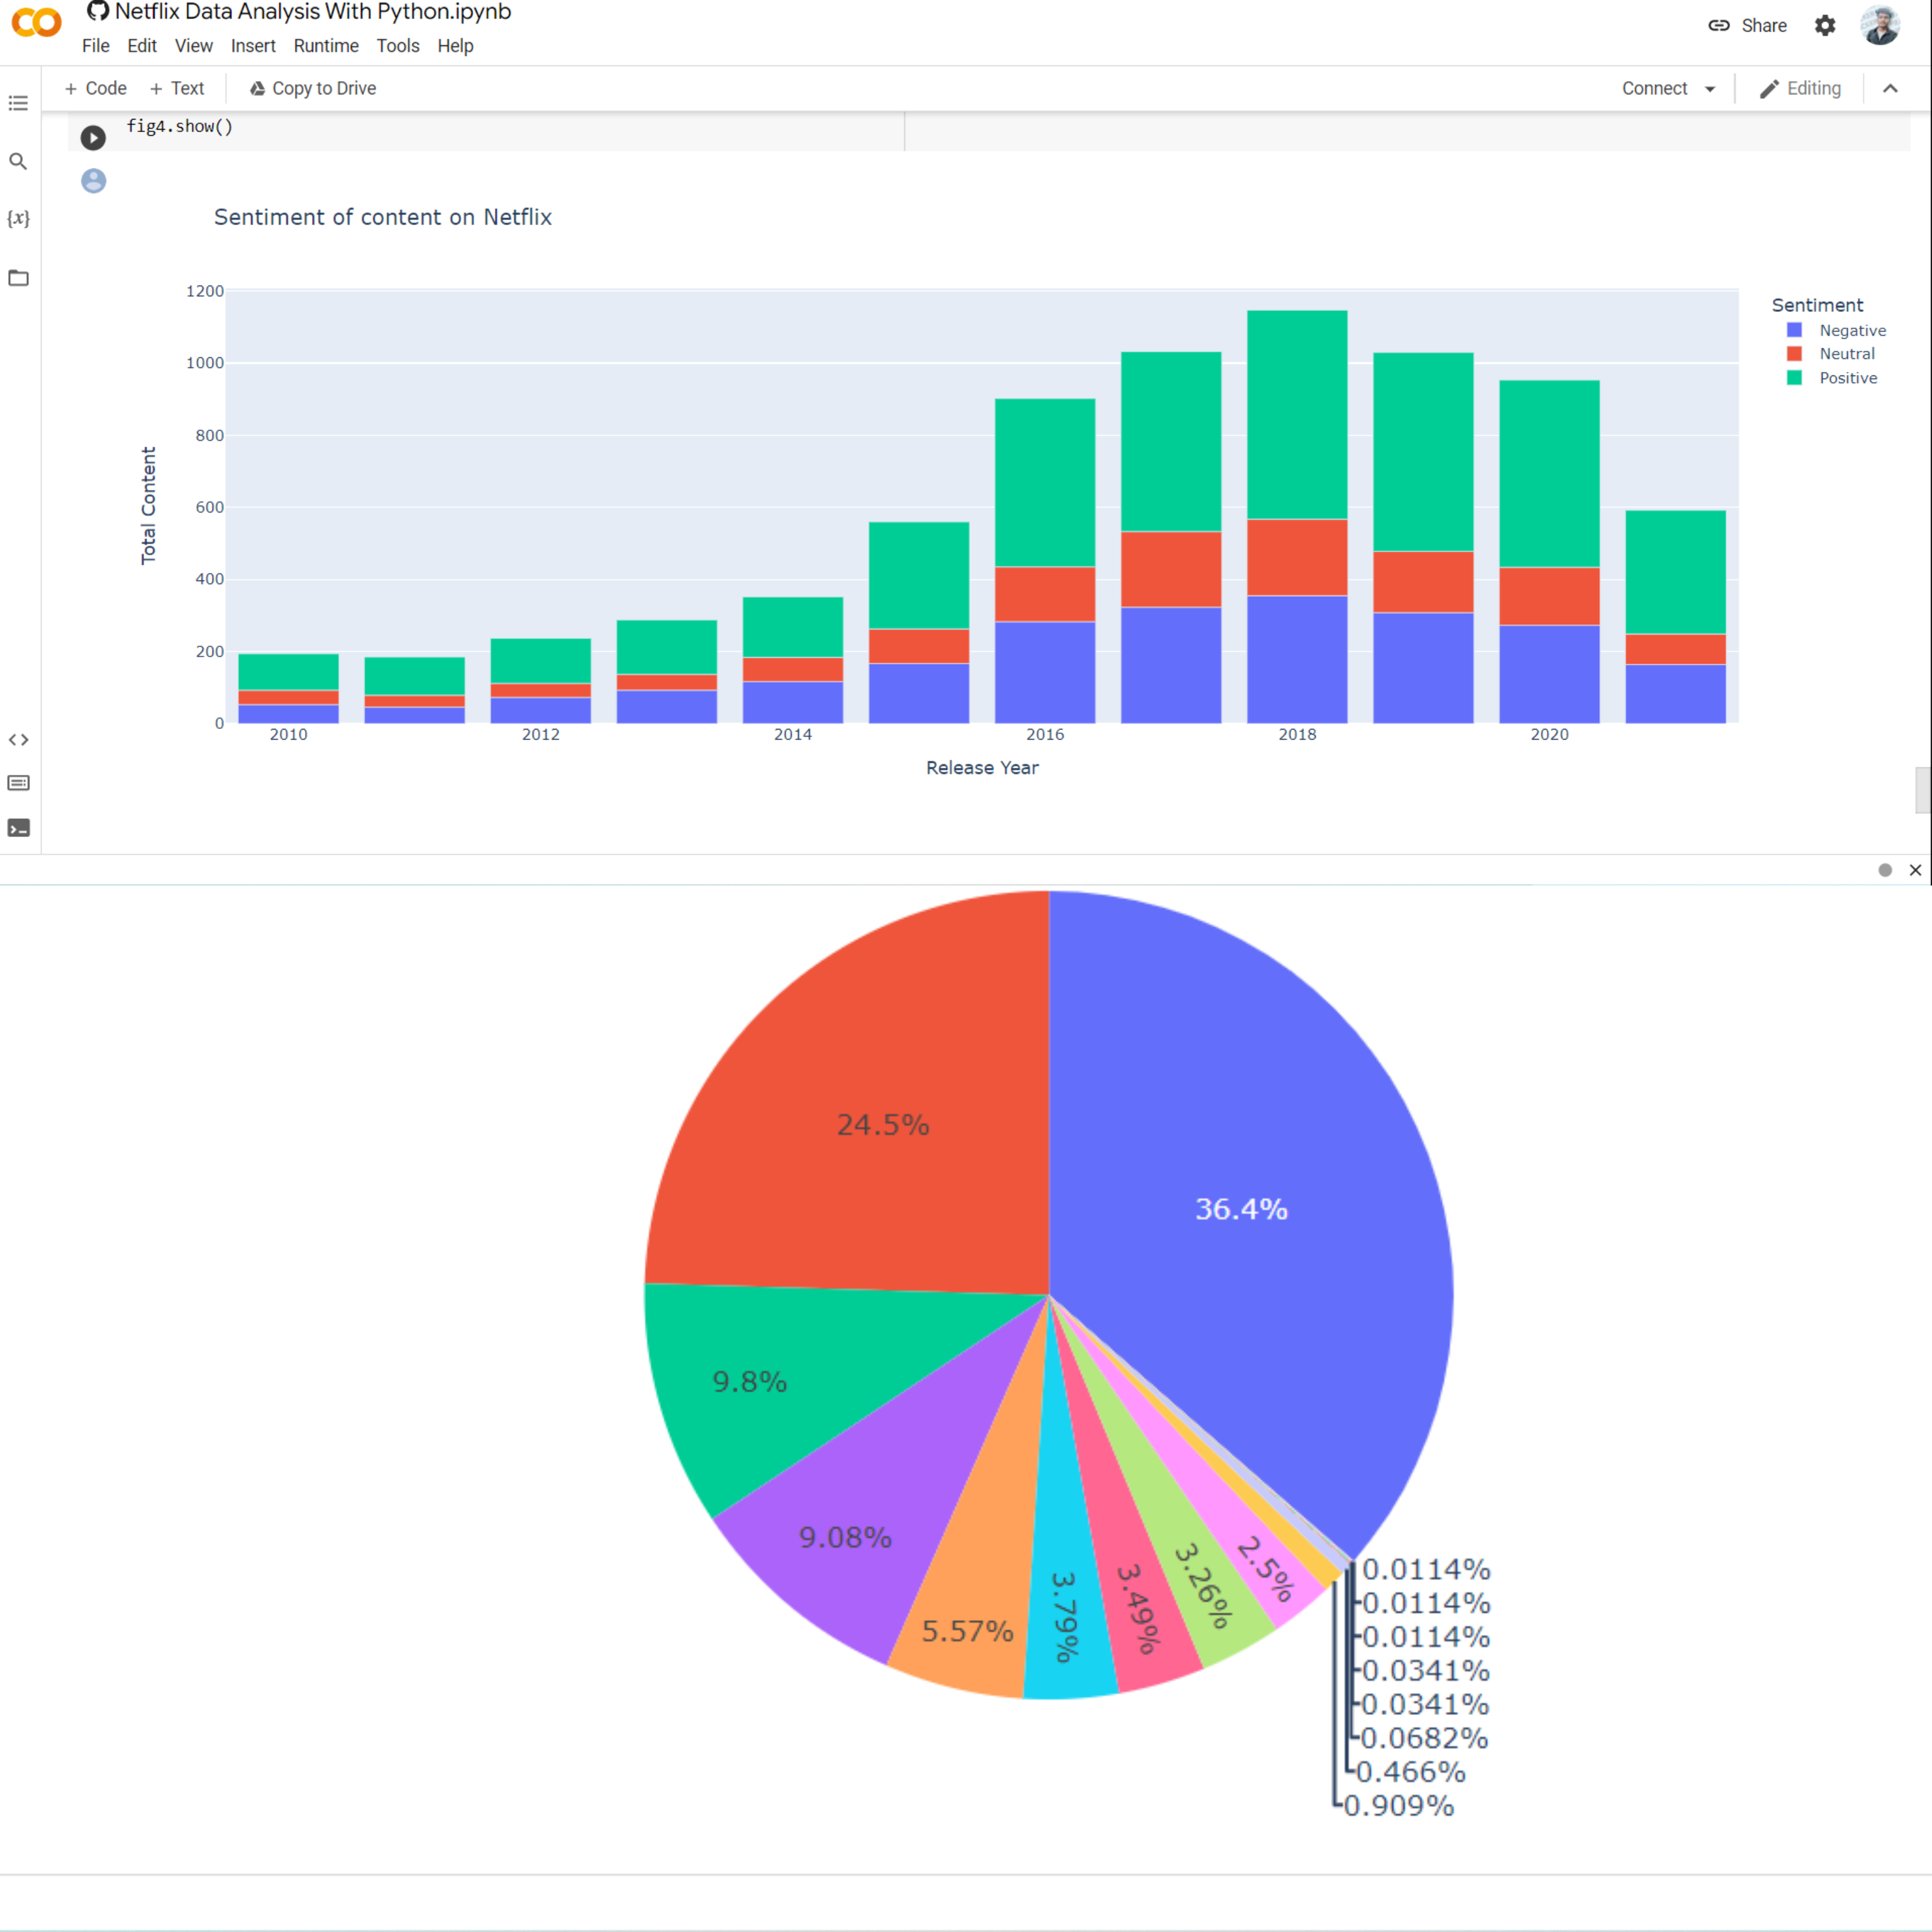 Netflix Data Analysis With Python.ipynb
File Edit View Insert Runtime Tools Help
Share
+ Code + Text Copy to Drive
Connect Editing
fig4.show()
{x}
Sentiment of content on Netflix
1200
1000
800
600
400
200
0
Total Content
2010 2012 2014 2016 2018 2020
Release Year
Sentiment
Negative
Neutral
Positive
24.5%
36.4%
9.8%
9.08%
5.57%
3.79%
3.49%
3.26%
2.5%
0.0114%
0.0114%
0.0114%
0.0341%
0.0341%
0.0682%
0.466%
0.909%